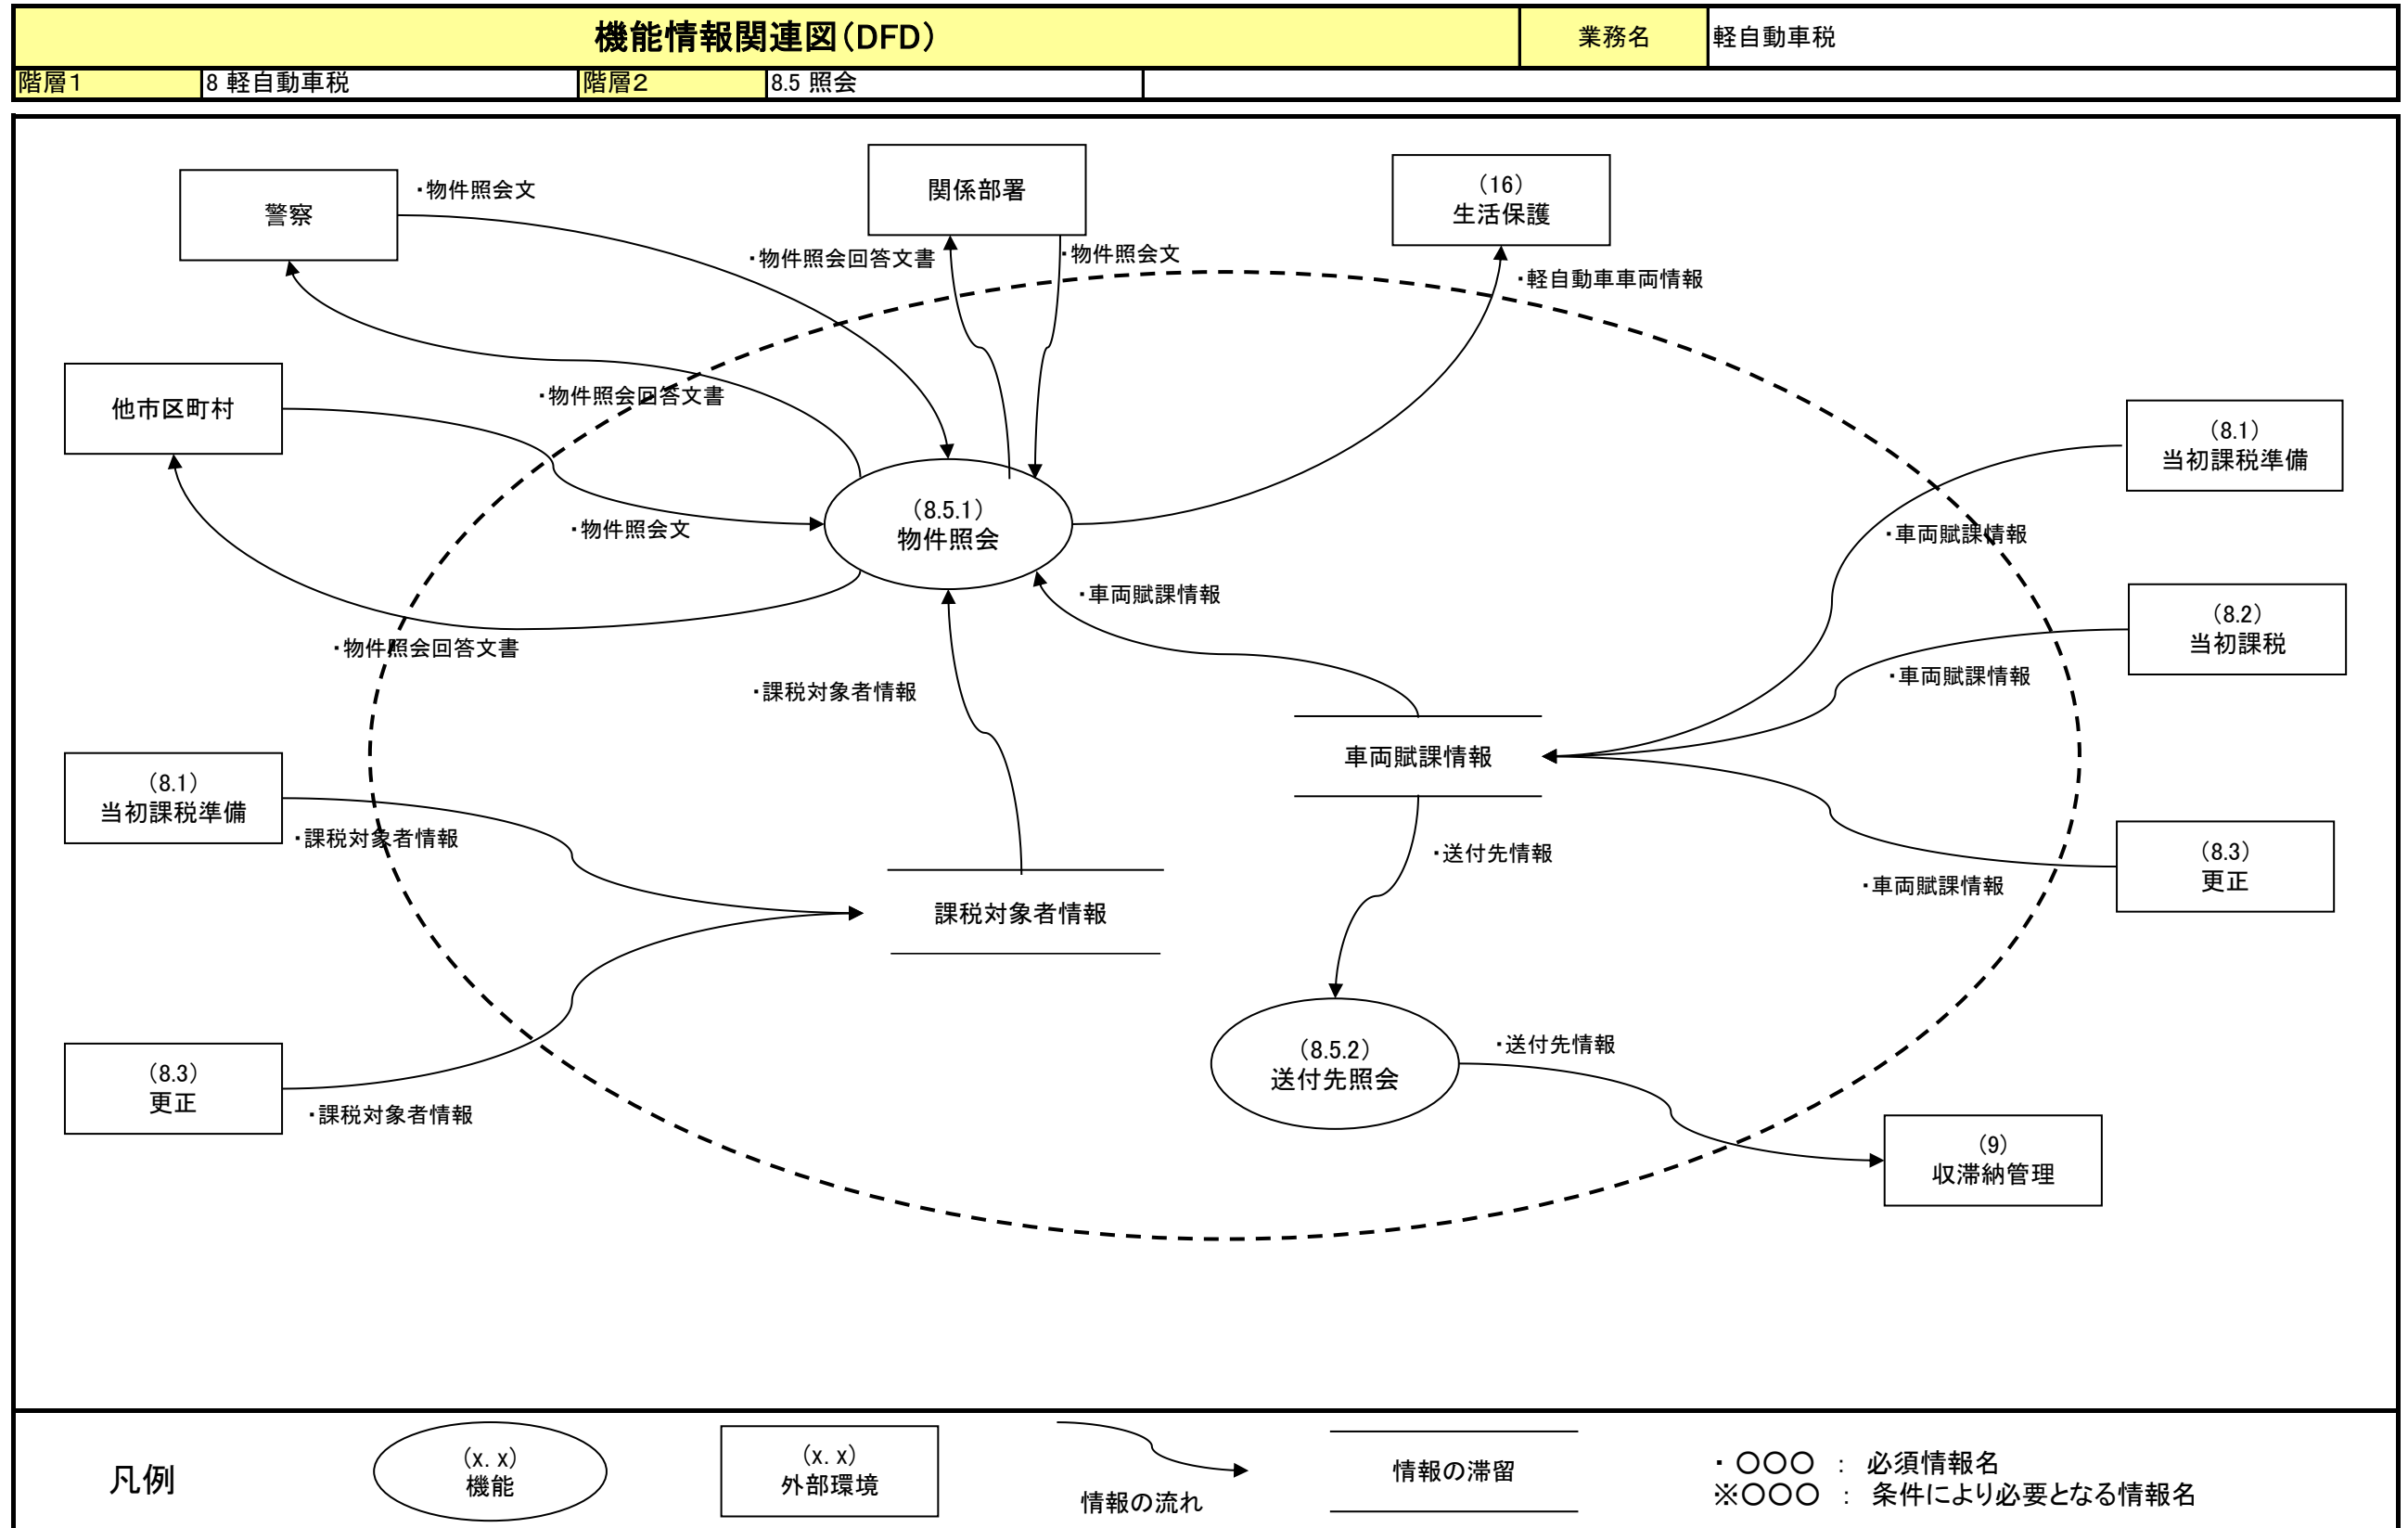 機能情報関連図（DFD）
業務名
軽自動車税
階層１
8 軽自動車税
階層２
8.5 照会
警察
・物件照会文
関係部署
（16）
生活保護
・物件照会回答文書
・物件照会文
・軽自動車車両情報
他市区町村
・物件照会回答文書
（8.1）
当初課税準備
（8.5.1）
物件照会
・物件照会文
・車両賦課情報
・車両賦課情報
（8.2）
当初課税
・物件照会回答文書
・課税対象者情報
・車両賦課情報
車両賦課情報
（8.1）
当初課税準備
・課税対象者情報
・送付先情報
（8.3）
更正
・車両賦課情報
課税対象者情報
（8.3）
更正
・課税対象者情報
（8.5.2）
送付先照会
・送付先情報
（9）
収滞納管理
凡例
（x. x）
機能
（x. x）
外部環境
情報の流れ
情報の滞留
・ 〇〇〇 ： 必須情報名
※〇〇〇 ： 条件により必要となる情報名